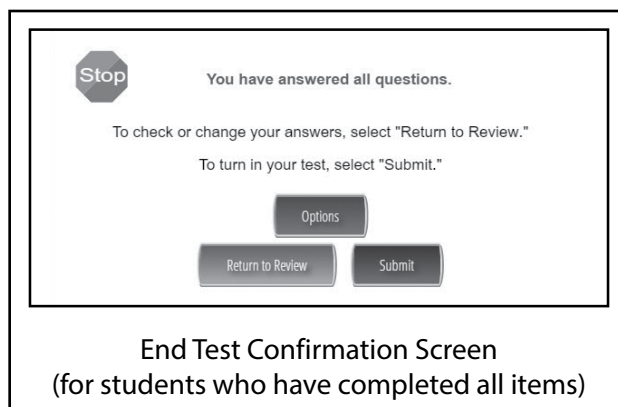 Stop
You have answered all questions.
To check or change your answers, select "Return to Review."
To turn in your test, select "Submit."
Options
Return to Review
Submit
End Test Confirmation Screen
(for students who have completed all items)